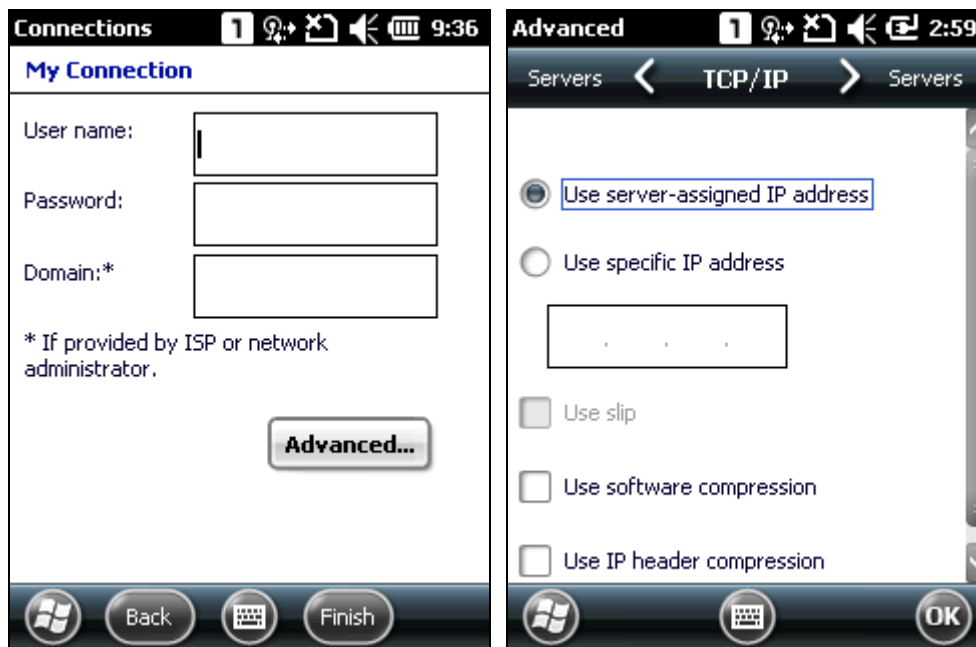 Connections 1 9:36
My Connection
User name:
Password:
Domain:*
* If provided by ISP or network
administrator.
Advanced...
Back Finish
Advanced 1 2:59
Servers TCP/IP Servers
Use server-assigned IP address
Use specific IP address
. . .
Use slip
Use software compression
Use IP header compression
OK